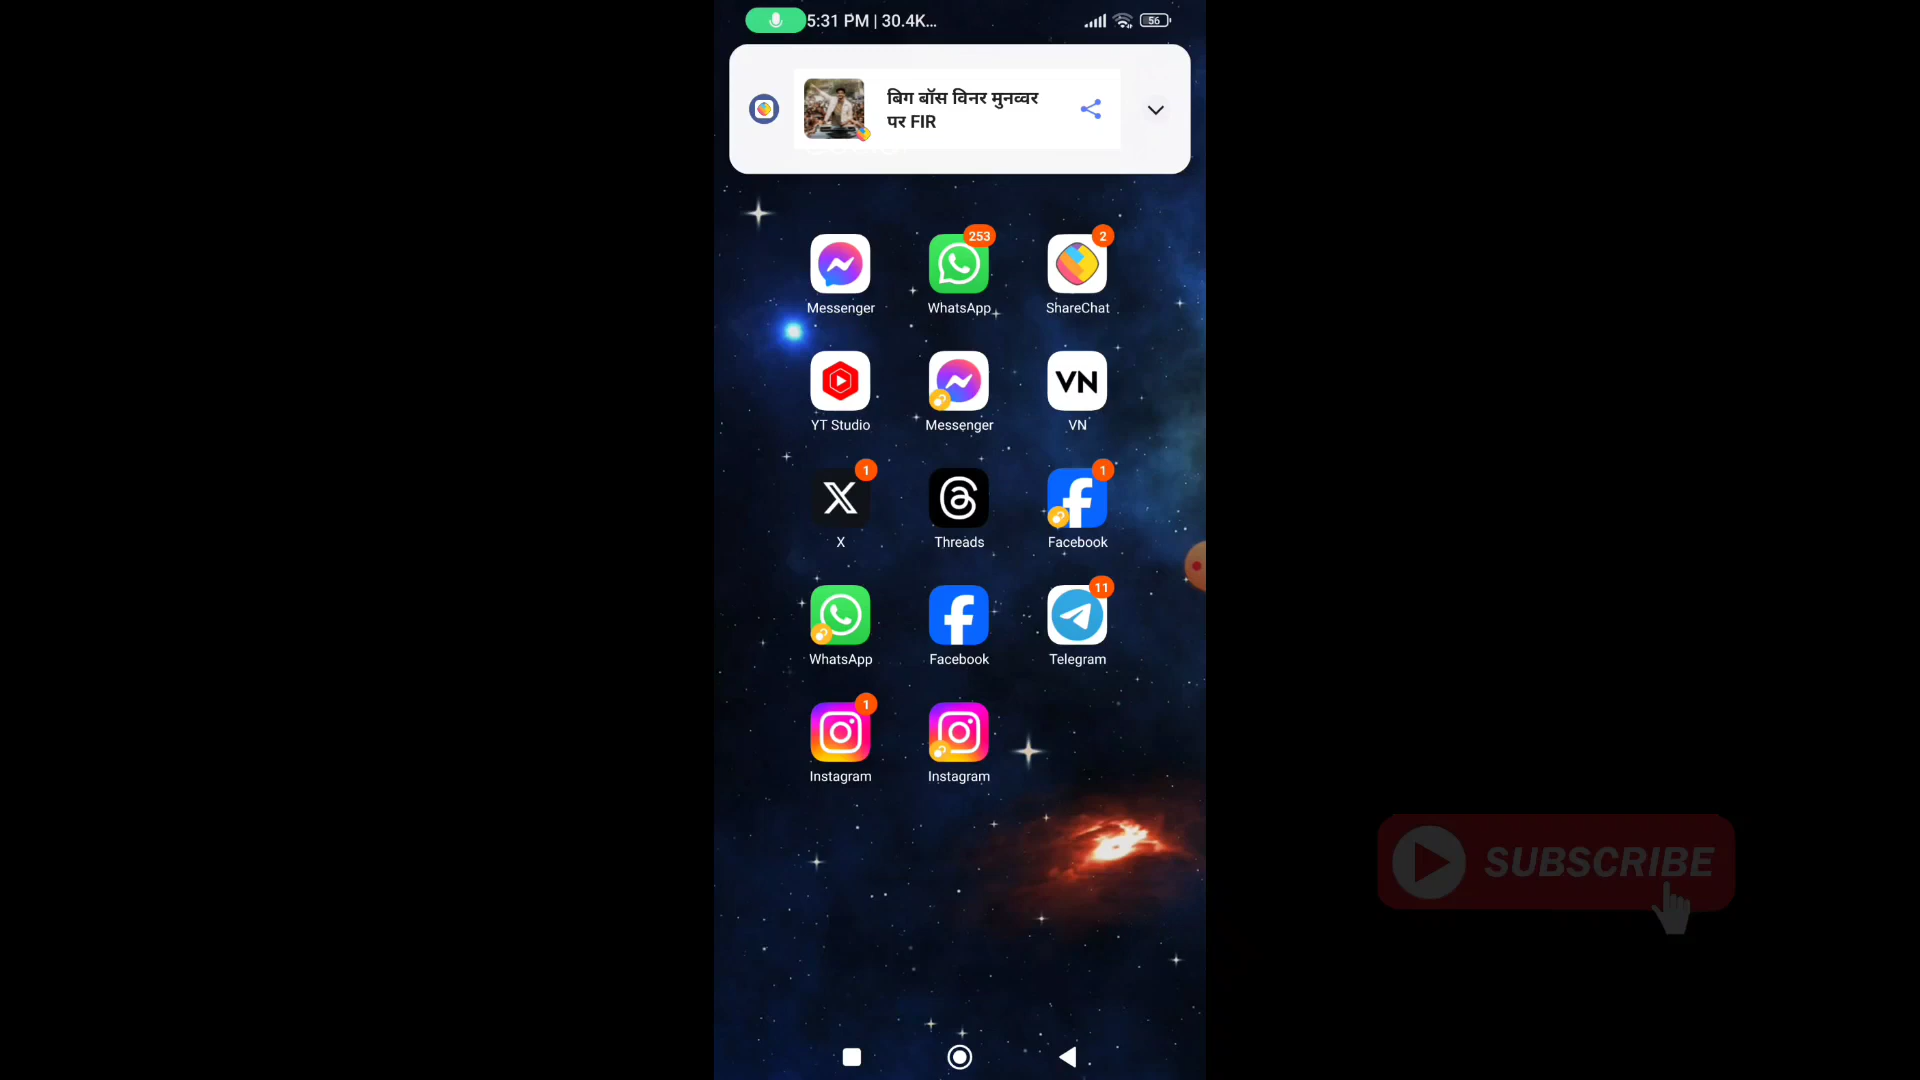 5:31 PM | 30.4K...
56
बिग बॉस विनर मुनव्वर
पर FIR
253
2
Messenger
WhatsApp
ShareChat
VN
YT Studio
Messenger
VN
1
1
X
Threads
Facebook
11
WhatsApp
Facebook
Telegram
1
Instagram
Instagram
SUBSCRIBE